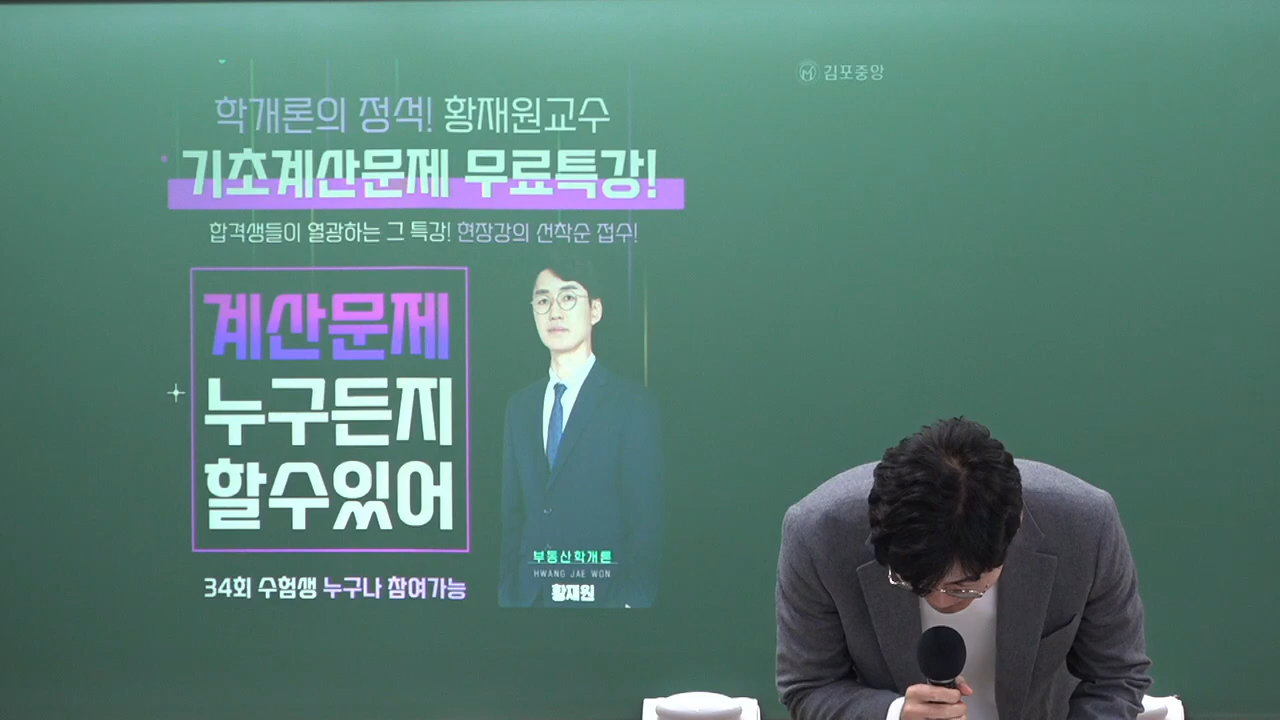 김포중앙
학개론의 정석! 황재원교수
기초계산문제 무료특강!
합격생들이 열광하는 그 특강! 현장강의 선착순 접수!
계산문제
누구든지
할수있어
부동산학개론
HWANG JAE WON
황재원
34회 수험생 누구나 참여가능